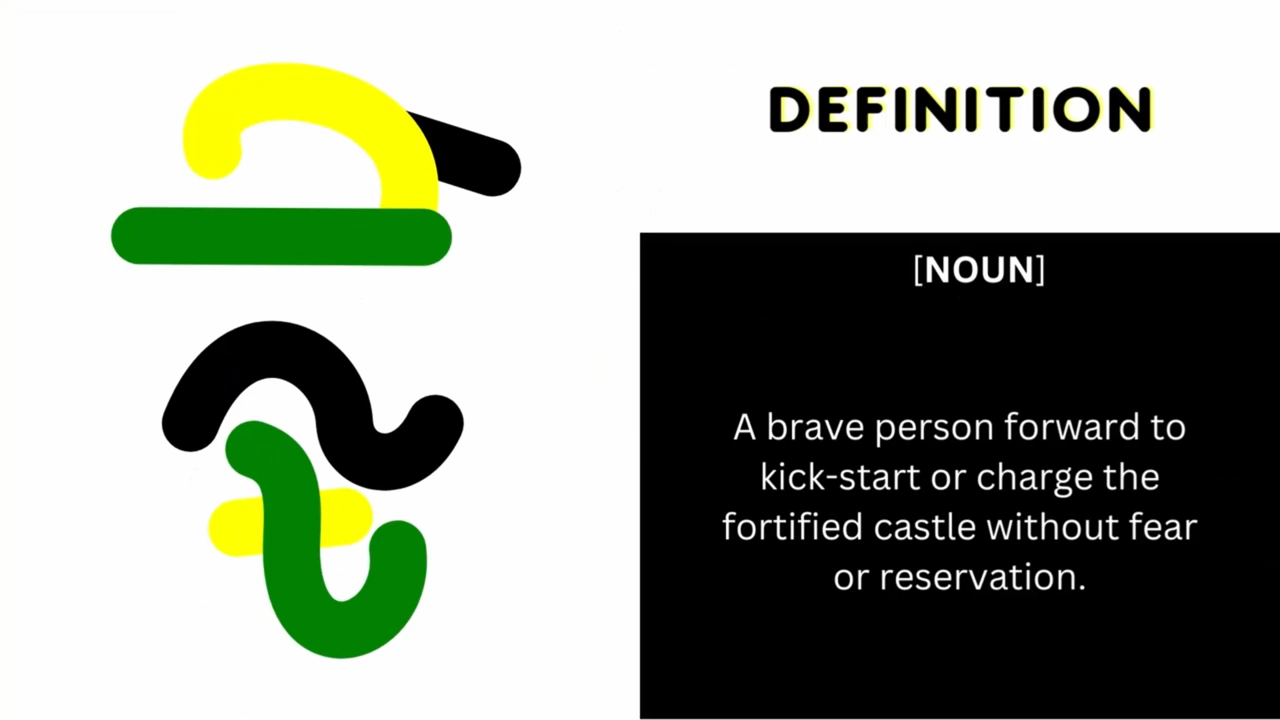 DEFINITION
[NOUN]
A brave person forward to
kick-start or charge the
fortified castle without fear
or reservation.